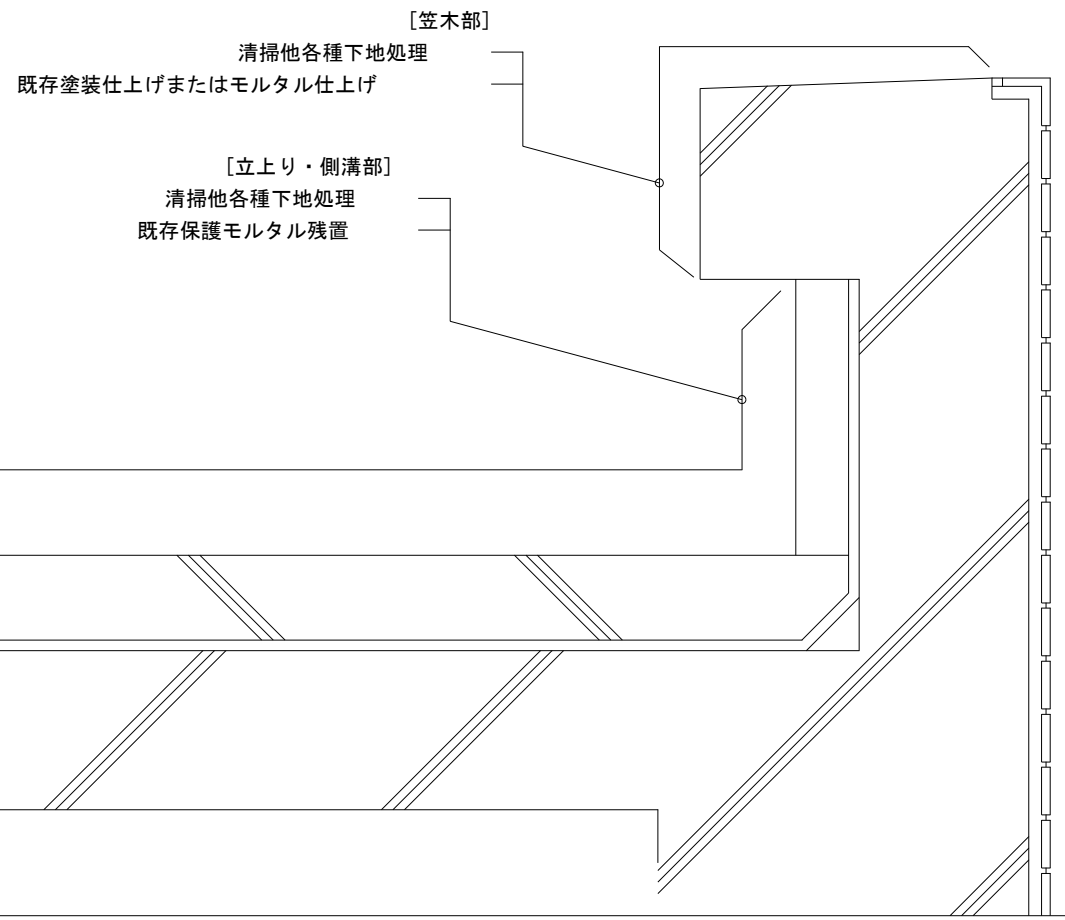 [笠木部]
清掃他各種下地処理
既存塗装仕上げまたはモルタル仕上げ
[立上り・側溝部]
清掃他各種下地処理
既存保護モルタル残置